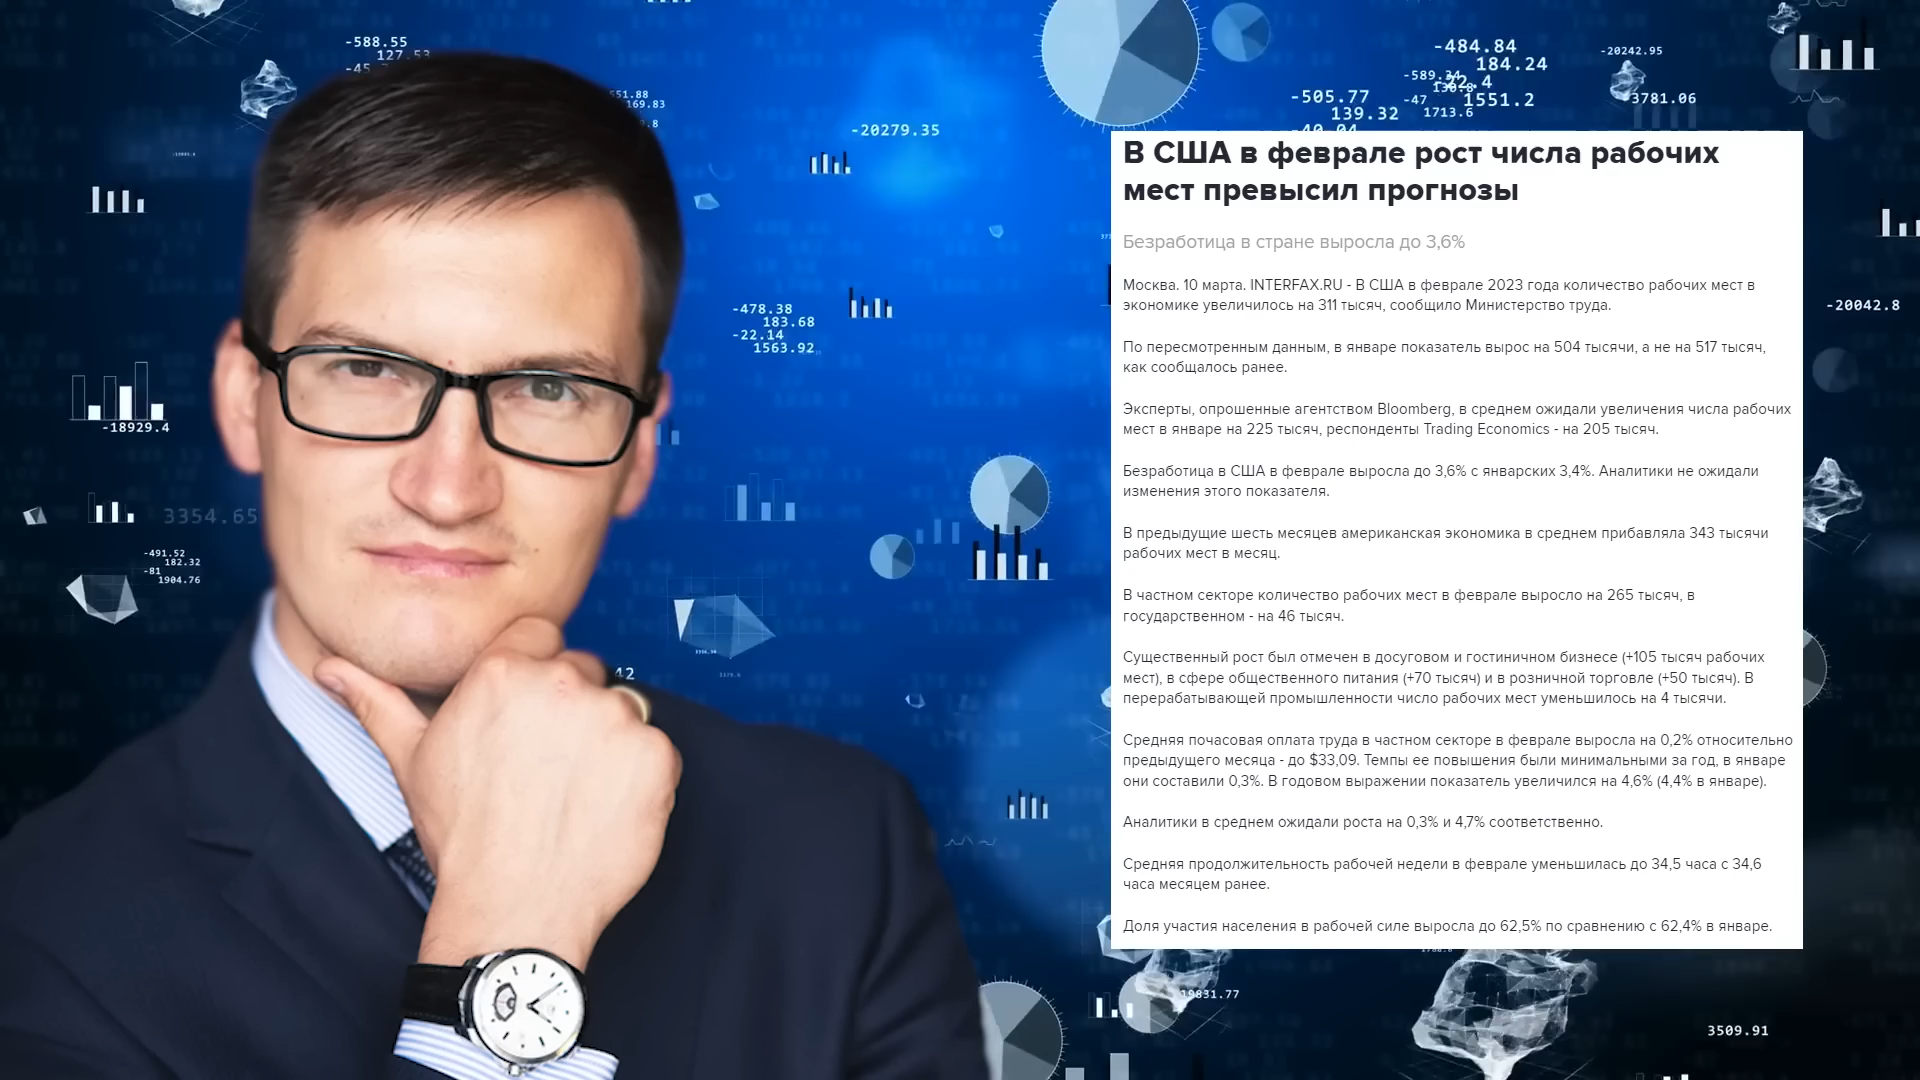 -588.55
127.53
-484.84
184.24
-20242.95
-505.77
139.32
1551.2
1713.6
-3781.06
-20279.35
В США в феврале рост числа рабочих
мест превысил прогнозы
Безработица в стране выросла до 3,6%
Москва. 10 марта. INTERFAX.RU - В США в феврале 2023 года количество рабочих мест в
экономике увеличилось на 311 тысяч, сообщило Министерство труда.
По пересмотренным данным, в январе показатель вырос на 504 тысячи, а не на 517 тысяч,
как сообщалось ранее.
Эксперты, опрошенные агентством Bloomberg, в среднем ожидали увеличения числа рабочих
мест в январе на 225 тысяч, респонденты Trading Economics - на 205 тысяч.
Безработица в США в феврале выросла до 3,6% с январских 3,4%. Аналитики не ожидали
изменения этого показателя.
В предыдущие шесть месяцев американская экономика в среднем прибавляла 343 тысячи
рабочих мест в месяц.
В частном секторе количество рабочих мест в феврале выросло на 265 тысяч, в
государственном - на 46 тысяч.
Существенный рост был отмечен в досуговом и гостиничном бизнесе (+105 тысяч рабочих
мест), в сфере общественного питания (+70 тысяч) и в розничной торговле (+50 тысяч). В
перерабатывающей промышленности число рабочих мест уменьшилось на 4 тысячи.
Средняя почасовая оплата труда в частном секторе в феврале выросла на 0,2% относительно
предыдущего месяца - до $33,09. Темпы ее повышения были минимальными за год, в январе
они составили 0,3%. В годовом выражении показатель увеличился на 4,6% (4,4% в январе).
Аналитики в среднем ожидали роста на 0,3% и 4,7% соответственно.
Средняя продолжительность рабочей недели в феврале уменьшилась до 34,5 часа с 34,6
часа месяцем ранее.
Доля участия населения в рабочей силе выросла до 62,5% по сравнению с 62,4% в январе.
-478.38
183.68
-22.14
1563.92
-20042.8
-18929.4
3354.65
-491.52
182.32
-81
1904.76
42
19831.77
3509.91